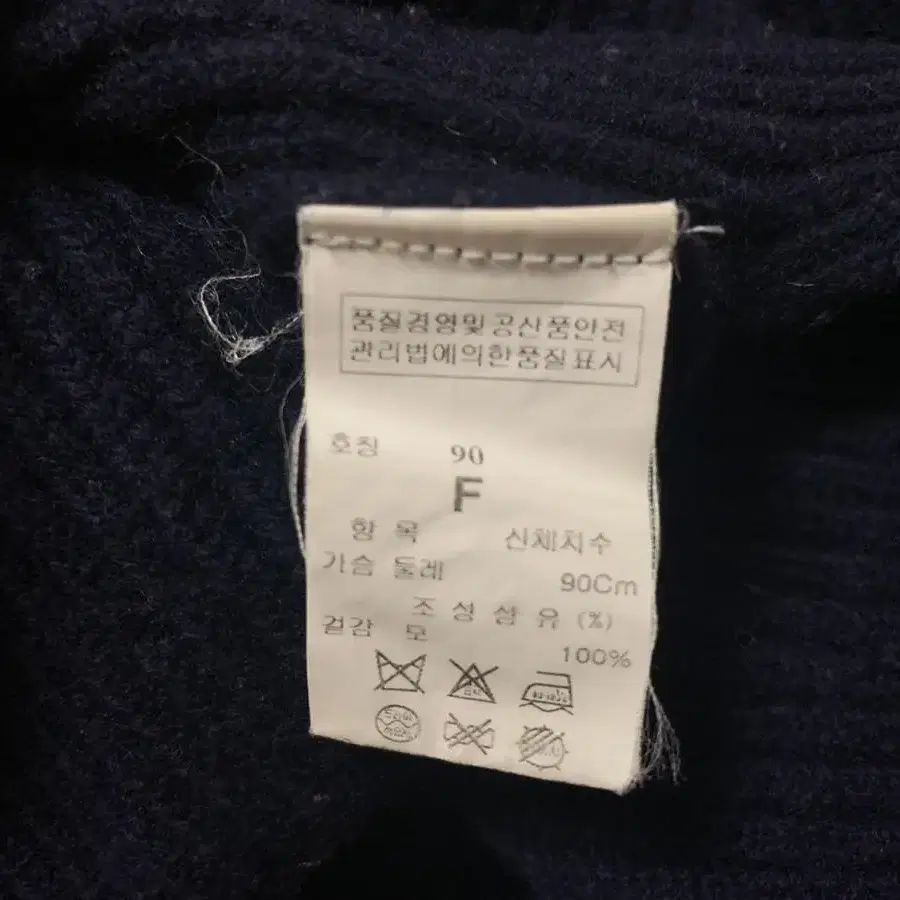 품질경영및공산품안전
관리법에의한품질표시
호칭 90
F
항 목 신체치수
가슴 둘레 90Cm
조 성 섬 유 (%)
겉감 모 100%